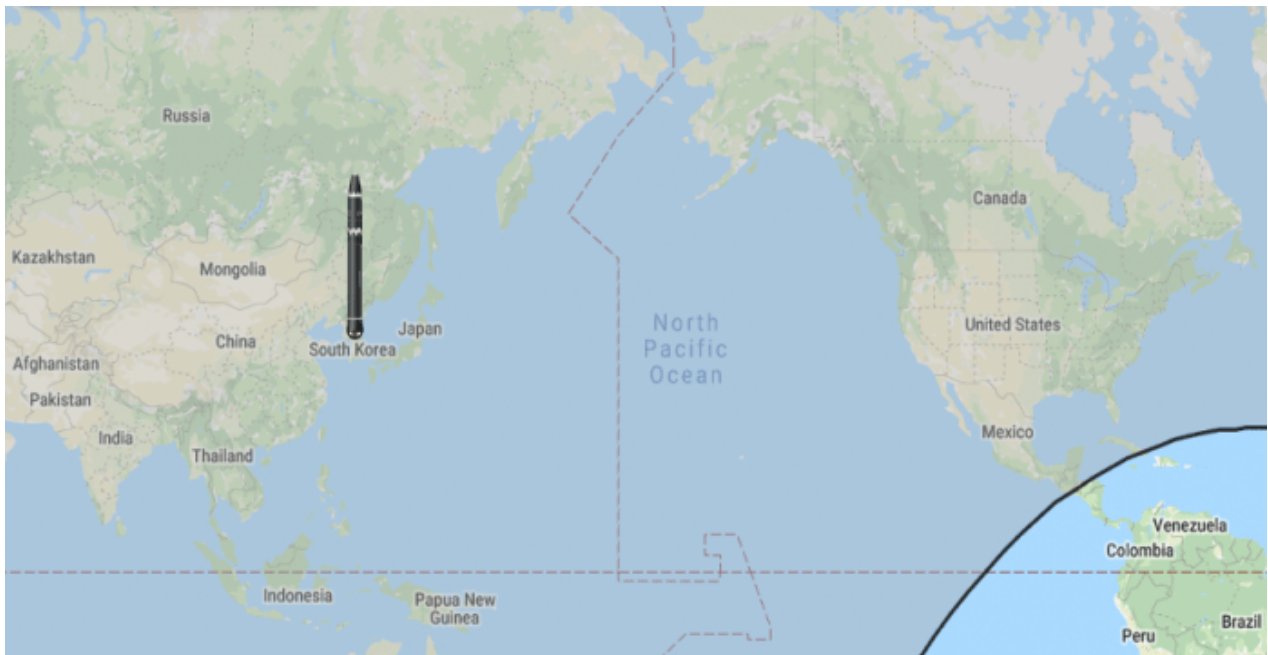 Russia
Canada
Kazakhstan
Mongolia
North
Pacific
Ocean
United States
Japan
China
South Korea
Afghanistan
Pakistan
India
Mexico
Thailand
Venezuela
Colombia
Indonesia
Papua New
Guinea
Brazil
Peru